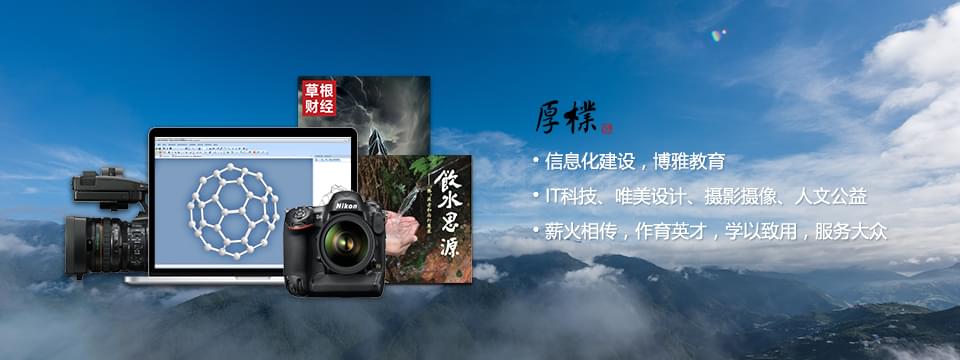 草根
财经
飲水思源
Nikon
厚樸
• 信息化建设，博雅教育
• IT科技、唯美设计、摄影摄像、人文公益
• 薪火相传，作育英才，学以致用，服务大众